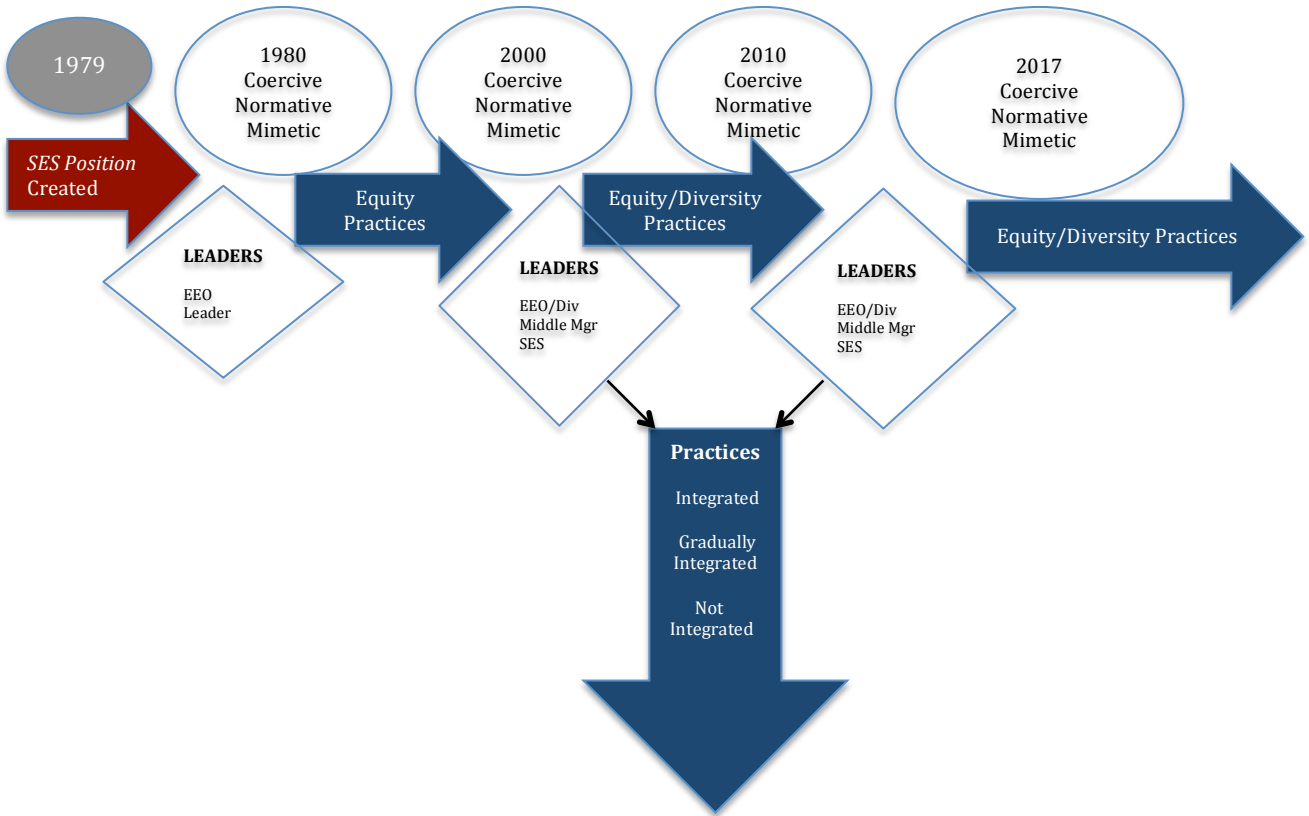 1979
SES Position
Created
1980
Coercive
Normative
Mimetic
2000
Coercive
Normative
Mimetic
2010
Coercive
Normative
Mimetic
2017
Coercive
Normative
Mimetic
Equity
Practices
Equity/Diversity
Practices
Equity/Diversity Practices
LEADERS
EEO
Leader
LEADERS
EEO/Div
Middle Mgr
SES
LEADERS
EEO/Div
Middle Mgr
SES
Practices
Integrated
Gradually
Integrated
Not
Integrated